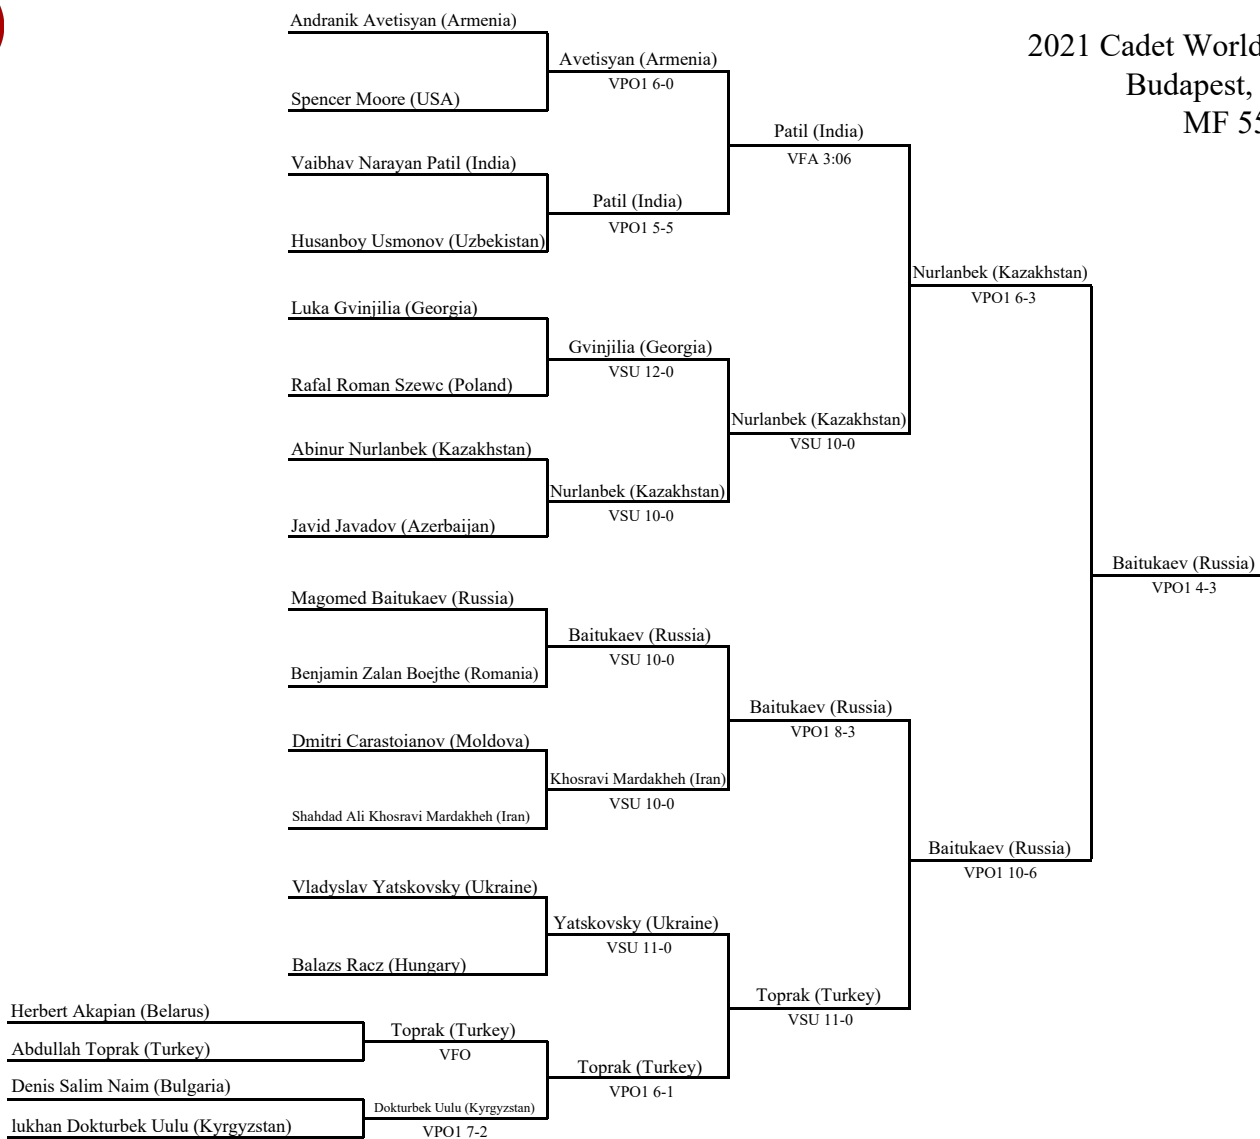 2021 Cadet World
Budapest,
MF 55
Andranik Avetisyan (Armenia)
Spencer Moore (USA)
Avetisyan (Armenia)
VPO1 6-0
Vaibhav Narayan Patil (India)
Husanboy Usmonov (Uzbekistan)
Patil (India)
VPO1 5-5
Patil (India)
VFA 3:06
Luka Gvinjilia (Georgia)
Rafal Roman Szewc (Poland)
Gvinjilia (Georgia)
VSU 12-0
Abinur Nurlanbek (Kazakhstan)
Javid Javadov (Azerbaijan)
Nurlanbek (Kazakhstan)
VSU 10-0
Nurlanbek (Kazakhstan)
VSU 10-0
Nurlanbek (Kazakhstan)
VPO1 6-3
Magomed Baitukaev (Russia)
Benjamin Zalan Boejthe (Romania)
Baitukaev (Russia)
VSU 10-0
Dmitri Carastoianov (Moldova)
Shahdad Ali Khosravi Mardakheh (Iran)
Khosravi Mardakheh (Iran)
VSU 10-0
Baitukaev (Russia)
VPO1 8-3
Vladyslav Yatskovsky (Ukraine)
Balazs Racz (Hungary)
Yatskovsky (Ukraine)
VSU 11-0
Herbert Akapian (Belarus)
Abdullah Toprak (Turkey)
Toprak (Turkey)
VFO
Denis Salim Naim (Bulgaria)
lukhan Dokturbek Uulu (Kyrgyzstan)
Dokturbek Uulu (Kyrgyzstan)
VPO1 7-2
Toprak (Turkey)
VPO1 6-1
Toprak (Turkey)
VSU 11-0
Baitukaev (Russia)
VPO1 10-6
Baitukaev (Russia)
VPO1 4-3